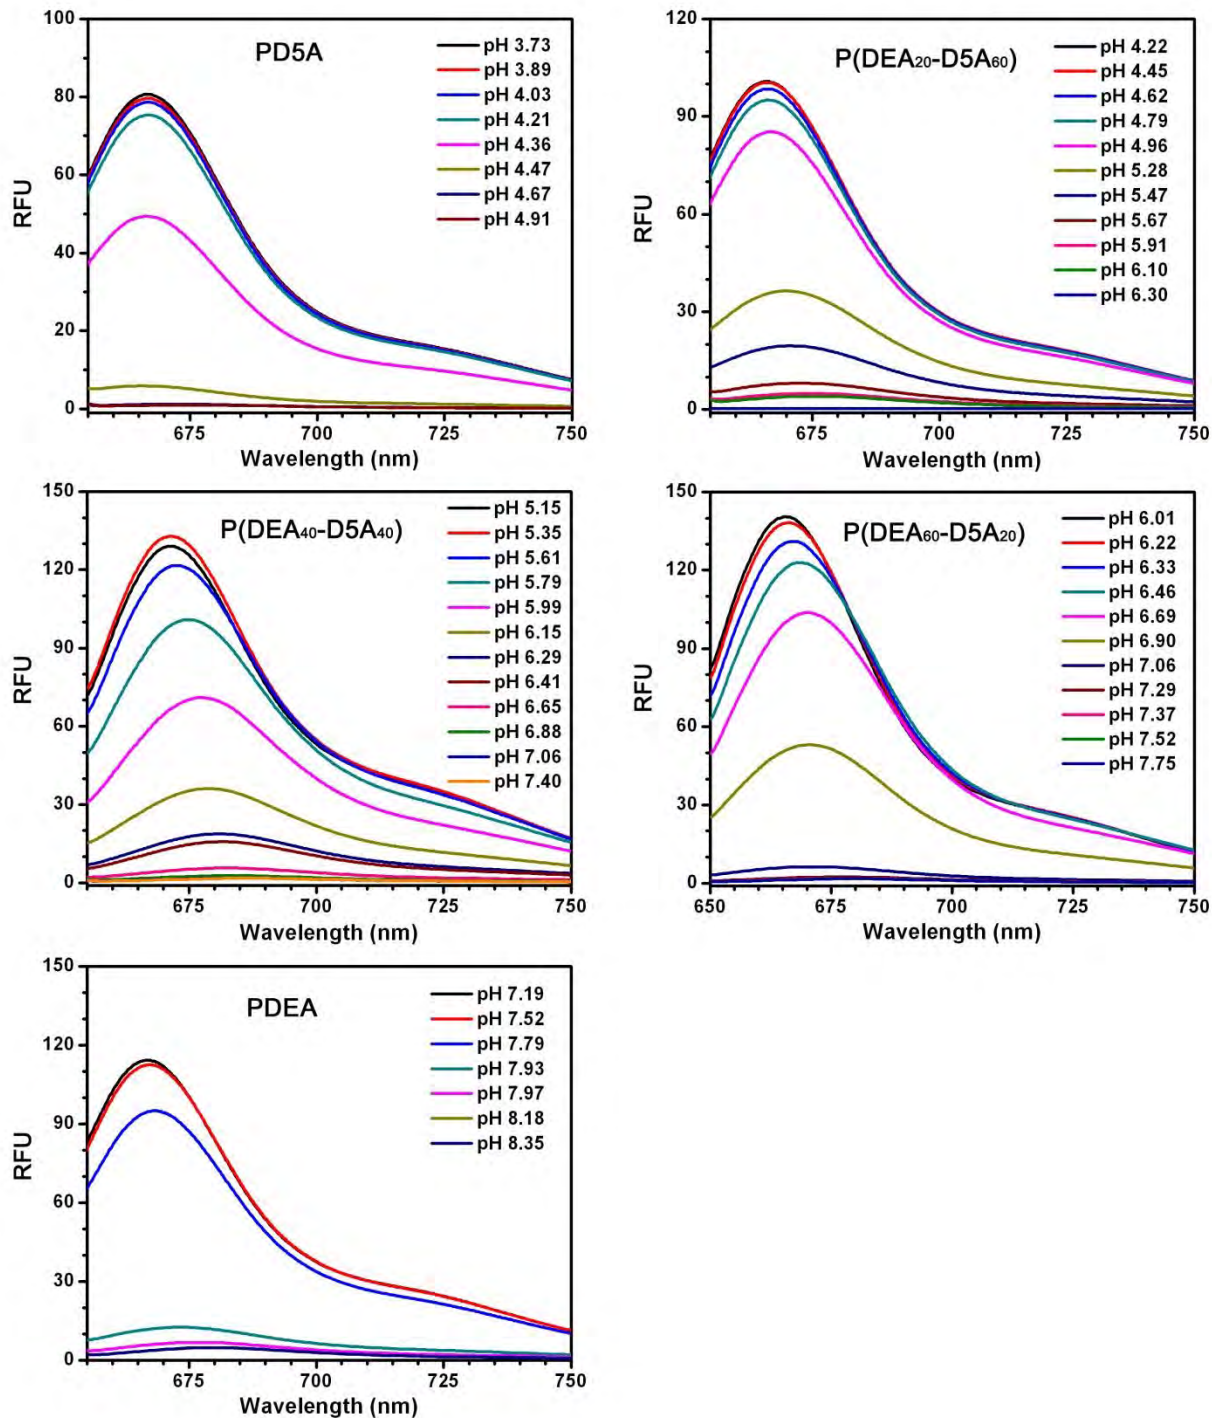 PD5A
pH 3.73
pH 3.89
pH 4.03
pH 4.21
pH 4.36
pH 4.47
pH 4.67
pH 4.91
100
80
60
40
20
0
RFU
675 700 725 750
Wavelength (nm)
P(DEA₂₀-D5A₆₀)
pH 4.22
pH 4.45
pH 4.62
pH 4.79
pH 4.96
pH 5.28
pH 5.47
pH 5.67
pH 5.91
pH 6.10
pH 6.30
120
90
60
30
0
RFU
675 700 725 750
Wavelength (nm)
P(DEA₄₀-D5A₄₀)
pH 5.15
pH 5.35
pH 5.61
pH 5.79
pH 5.99
pH 6.15
pH 6.29
pH 6.41
pH 6.65
pH 6.88
pH 7.06
pH 7.40
150
120
90
60
30
0
RFU
675 700 725 750
Wavelength (nm)
P(DEA₆₀-D5A₂₀)
pH 6.01
pH 6.22
pH 6.33
pH 6.46
pH 6.69
pH 6.90
pH 7.06
pH 7.29
pH 7.37
pH 7.52
pH 7.75
150
120
90
60
30
0
RFU
650 675 700 725 750
Wavelength (nm)
PDEA
pH 7.19
pH 7.52
pH 7.79
pH 7.93
pH 7.97
pH 8.18
pH 8.35
150
120
90
60
30
0
RFU
675 700 725 750
Wavelength (nm)